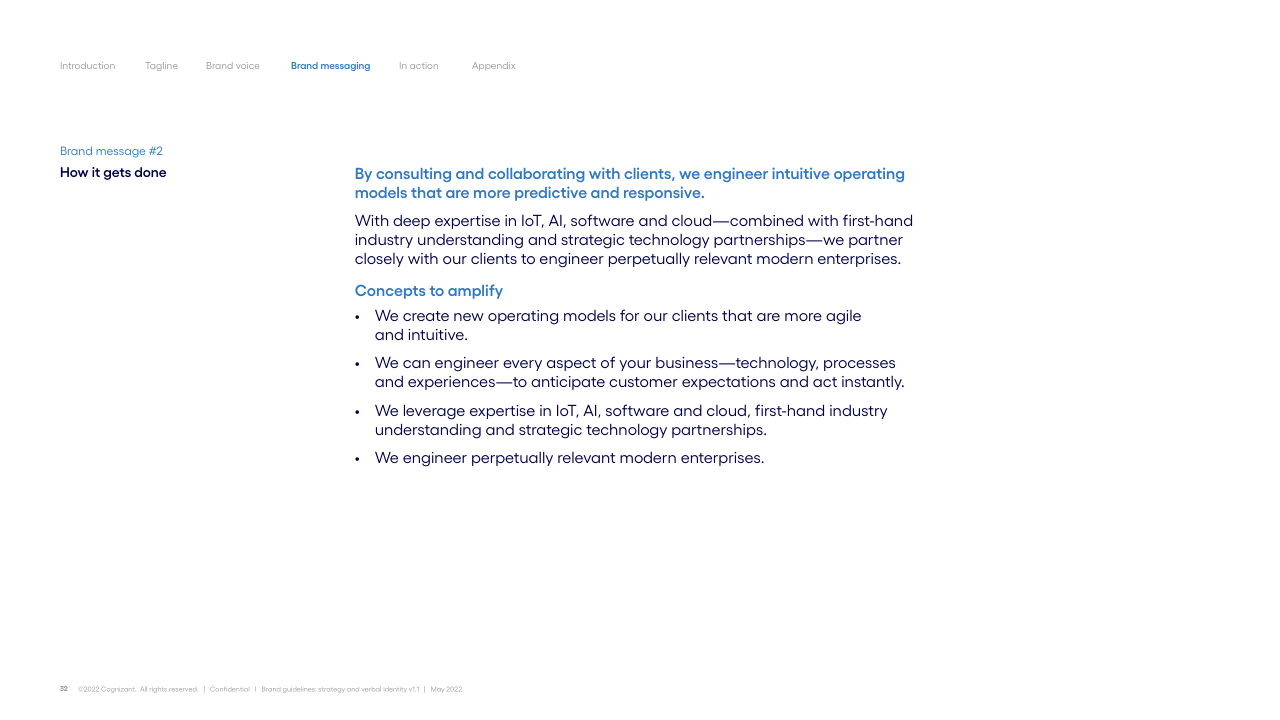 Introduction Tagline Brand voice Brand messaging In action Appendix
Brand message #2
How it gets done
By consulting and collaborating with clients, we engineer intuitive operating
models that are more predictive and responsive.
With deep expertise in IoT, AI, software and cloud—combined with first-hand
industry understanding and strategic technology partnerships—we partner
closely with our clients to engineer perpetually relevant modern enterprises.
Concepts to amplify
• We create new operating models for our clients that are more agile
and intuitive.
• We can engineer every aspect of your business—technology, processes
and experiences—to anticipate customer expectations and act instantly.
• We leverage expertise in IoT, AI, software and cloud, first-hand industry
understanding and strategic technology partnerships.
• We engineer perpetually relevant modern enterprises.
32 ©2022 Cognizant. All rights reserved. | Confidential | Brand guidelines: strategy and verbal identity v1.1 | May 2022